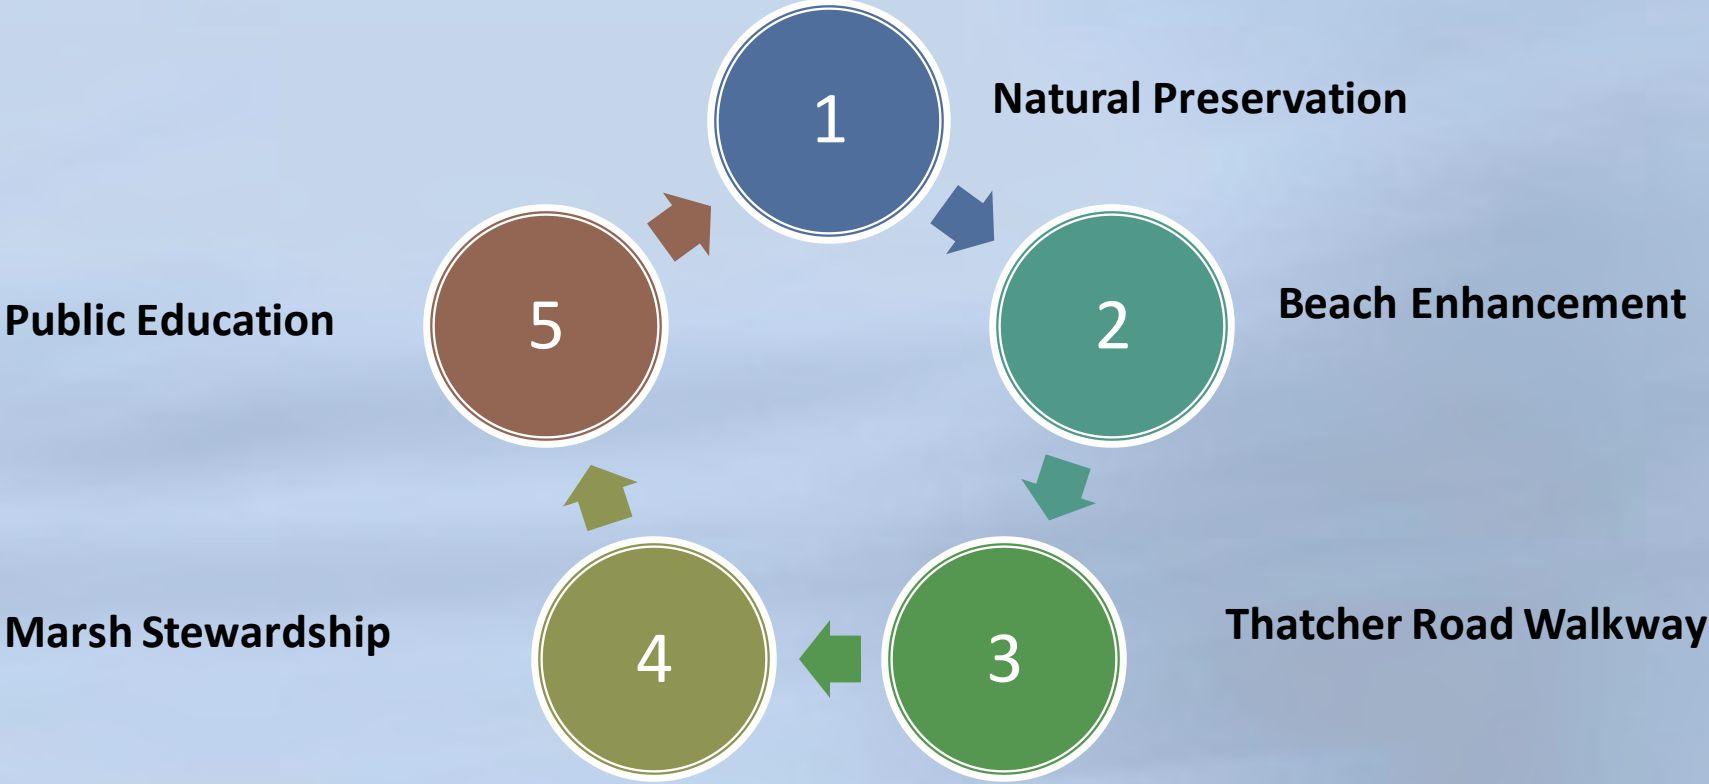 1
Natural Preservation
2
Beach Enhancement
3
Thatcher Road Walkway
4
Marsh Stewardship
5
Public Education